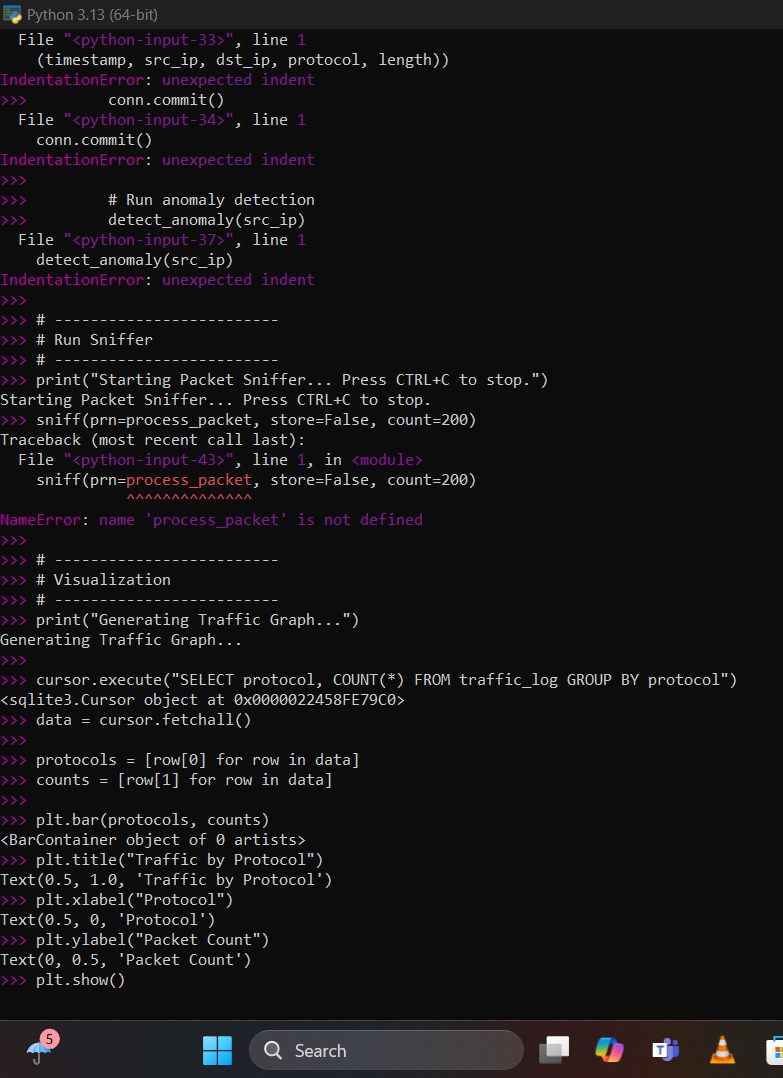 Python 3.13 (64-bit)
  File "<python-input-33>", line 1
    (timestamp, src_ip, dst_ip, protocol, length))
IndentationError: unexpected indent
>>>         conn.commit()
  File "<python-input-34>", line 1
    conn.commit()
IndentationError: unexpected indent
>>>
>>>         # Run anomaly detection
>>>         detect_anomaly(src_ip)
  File "<python-input-37>", line 1
    detect_anomaly(src_ip)
IndentationError: unexpected indent
>>>
>>> # -------------------------
>>> # Run Sniffer
>>> # -------------------------
>>> print("Starting Packet Sniffer... Press CTRL+C to stop.")
Starting Packet Sniffer... Press CTRL+C to stop.
>>> sniff(prn=process_packet, store=False, count=200)
Traceback (most recent call last):
  File "<python-input-43>", line 1, in <module>
    sniff(prn=process_packet, store=False, count=200)
              ^^^^^^^^^^^^^^
NameError: name 'process_packet' is not defined
>>>
>>> # -------------------------
>>> # Visualization
>>> # -------------------------
>>> print("Generating Traffic Graph...")
Generating Traffic Graph...
>>>
>>> cursor.execute("SELECT protocol, COUNT(*) FROM traffic_log GROUP BY protocol")
<sqlite3.Cursor object at 0x0000022458FE79C0>
>>> data = cursor.fetchall()
>>>
>>> protocols = [row[0] for row in data]
>>> counts = [row[1] for row in data]
>>>
>>> plt.bar(protocols, counts)
<BarContainer object of 0 artists>
>>> plt.title("Traffic by Protocol")
Text(0.5, 1.0, 'Traffic by Protocol')
>>> plt.xlabel("Protocol")
Text(0.5, 0, 'Protocol')
>>> plt.ylabel("Packet Count")
Text(0, 0.5, 'Packet Count')
>>> plt.show()
5
Search
T